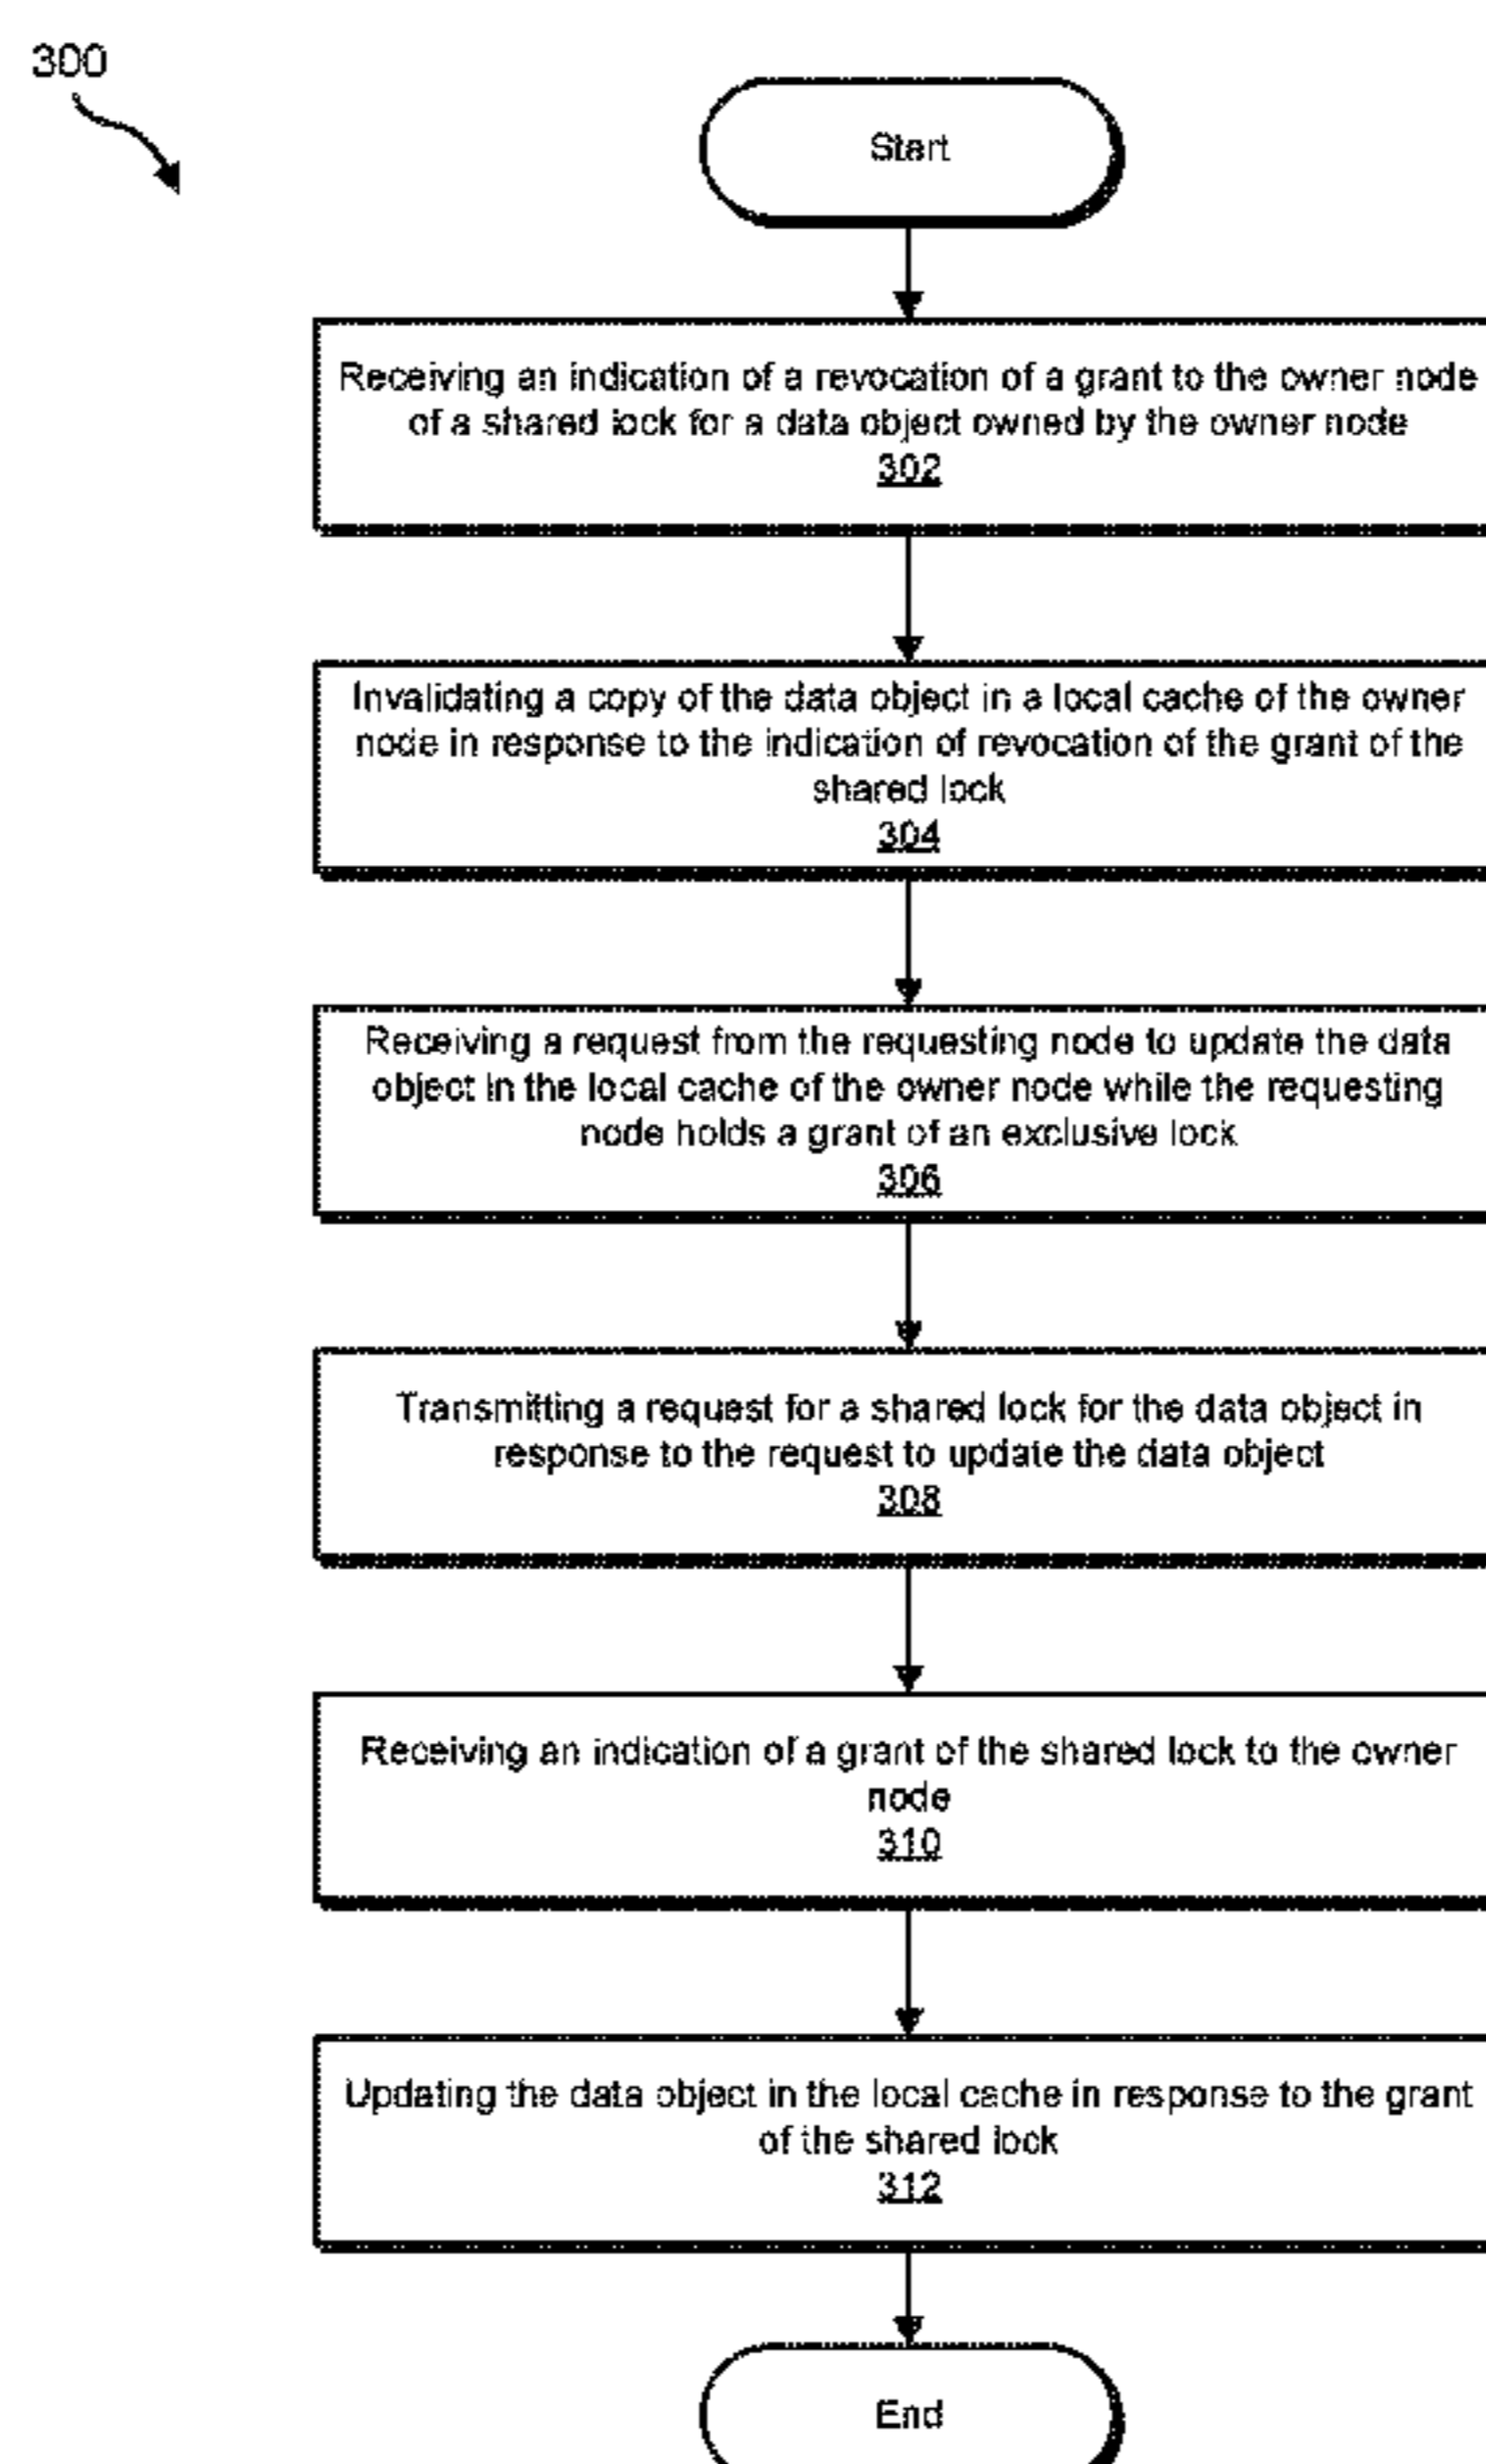 300
Start
Receiving an indication of a revocation of a grant to the owner node
of a shared lock for a data object owned by the owner node
302
Invalidating a copy of the data object in a local cache of the owner
node in response to the indication of revocation of the grant of the
shared lock
304
Receiving a request from the requesting node to update the data
object in the local cache of the owner node while the requesting
node holds a grant of an exclusive lock
306
Transmitting a request for a shared lock for the data object in
response to the request to update the data object
308
Receiving an indication of a grant of the shared lock to the owner
node
310
Updating the data object in the local cache in response to the grant
of the shared lock
312
End